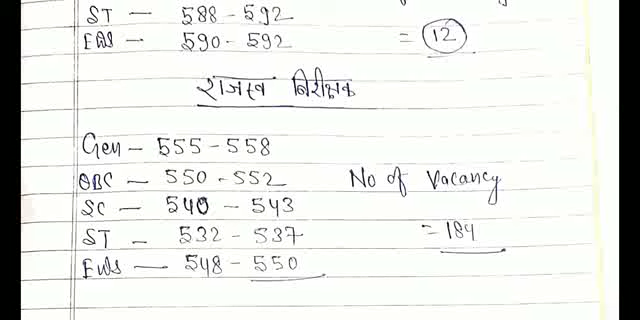 ST — 588 - 592
EWS — 590 - 592 = 12
राजस्व निरीक्षक
Gen - 555 - 558
OBC — 550 - 552 No of Vacancy
SC - 540 - 543
ST - 532 - 537 = 184
EWS — 548 - 550